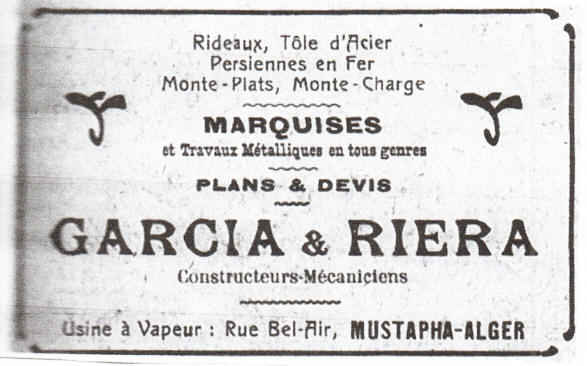 Rideaux, Tôle d'Acier
Persiennes en Fer
Monte-Plats, Monte-Charge
MARQUISES
et Travaux Métalliques en tous genres
PLANS & DEVIS
GARCIA & RIERA
Constructeurs-Mécaniciens
Usine à Vapeur : Rue Bel-Air, MUSTAPHA-ALGER